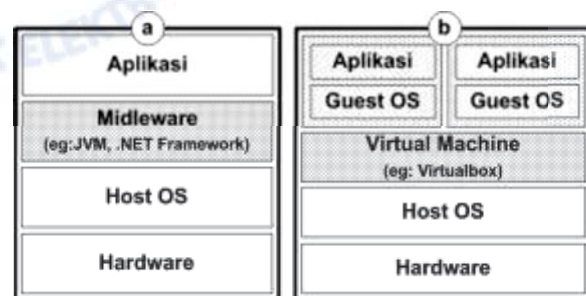 a
Aplikasi
Midleware
(eg:JVM, .NET Framework)
Host OS
Hardware
b
Aplikasi
Aplikasi
Guest OS
Guest OS
Virtual Machine
(eg: Virtualbox)
Host OS
Hardware